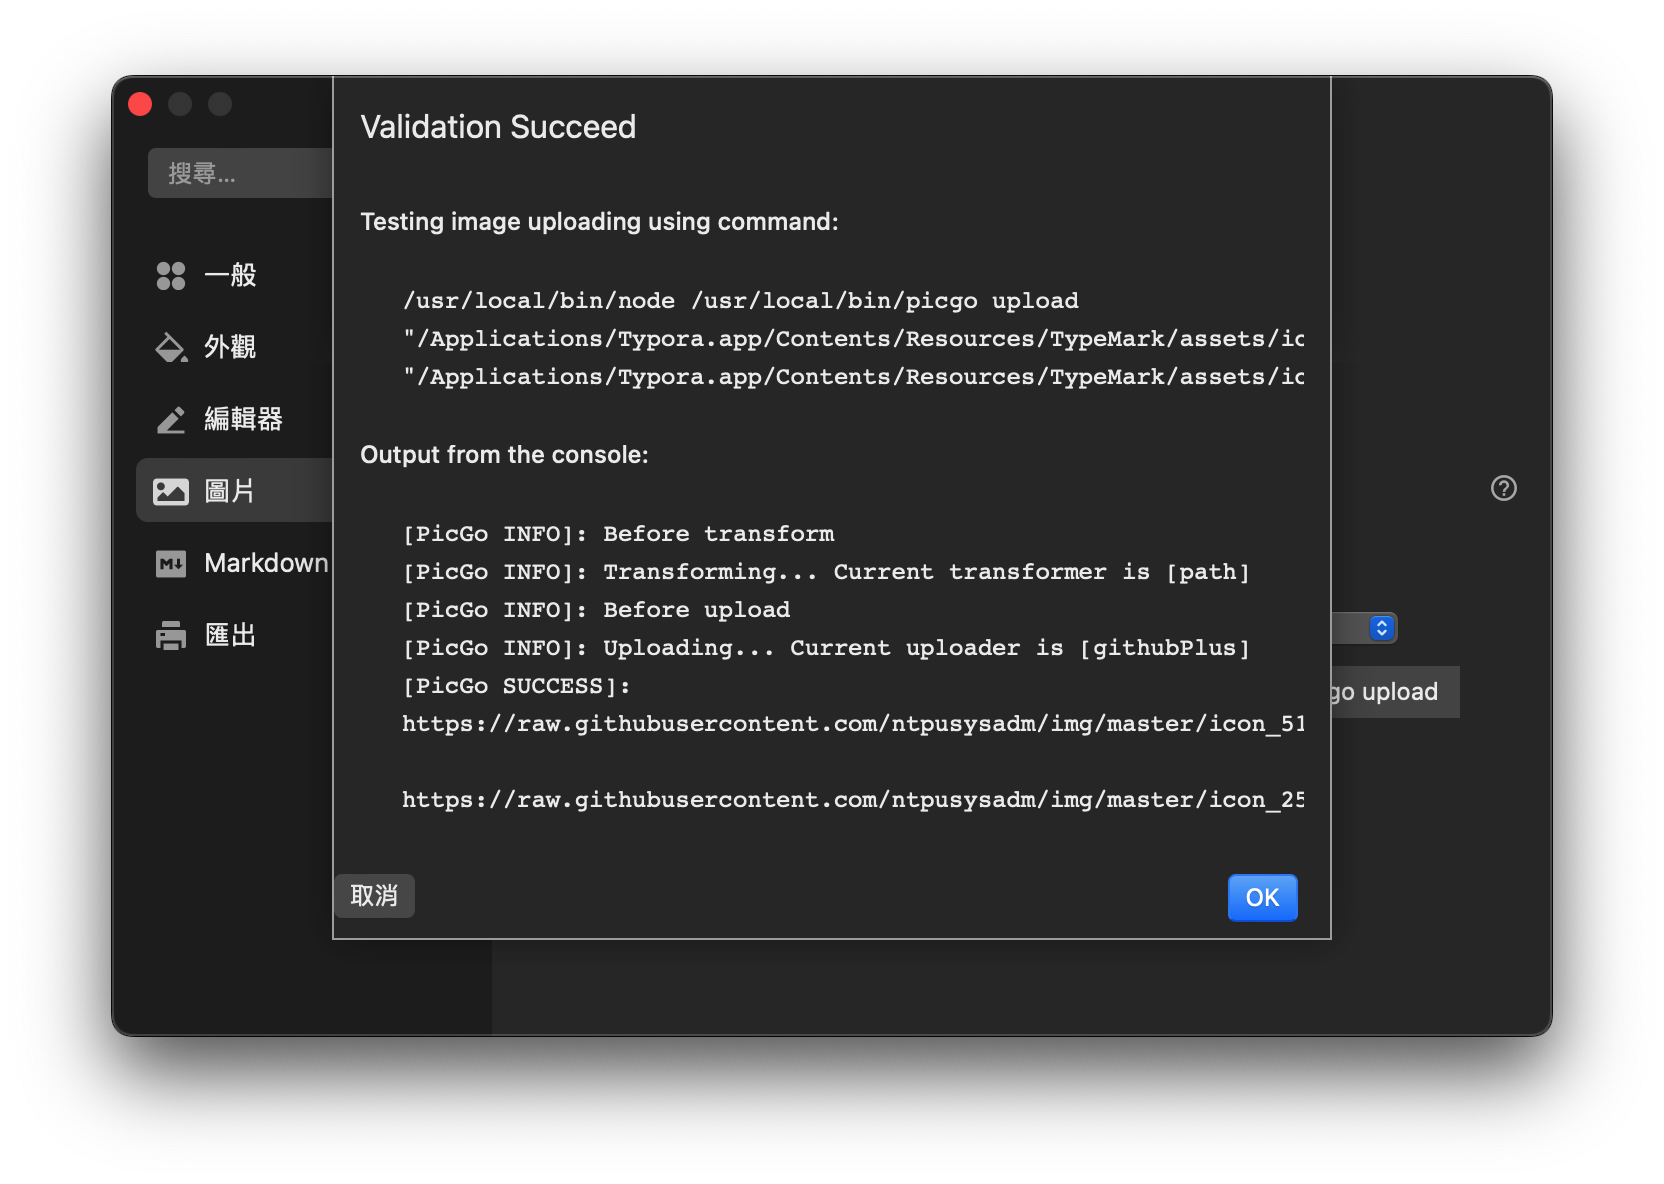 搜尋...
一般
外觀
編輯器
圖片
Markdown
匯出
Validation Succeed
Testing image uploading using command:
/usr/local/bin/node /usr/local/bin/picgo upload
"/Applications/Typora.app/Contents/Resources/TypeMark/assets/ic
"/Applications/Typora.app/Contents/Resources/TypeMark/assets/ic
Output from the console:
[PicGo INFO]: Before transform
[PicGo INFO]: Transforming... Current transformer is [path]
[PicGo INFO]: Before upload
[PicGo INFO]: Uploading... Current uploader is [githubPlus]
[PicGo SUCCESS]:
https://raw.githubusercontent.com/ntpusysadm/img/master/icon_51
https://raw.githubusercontent.com/ntpusysadm/img/master/icon_25
取消
OK
go upload